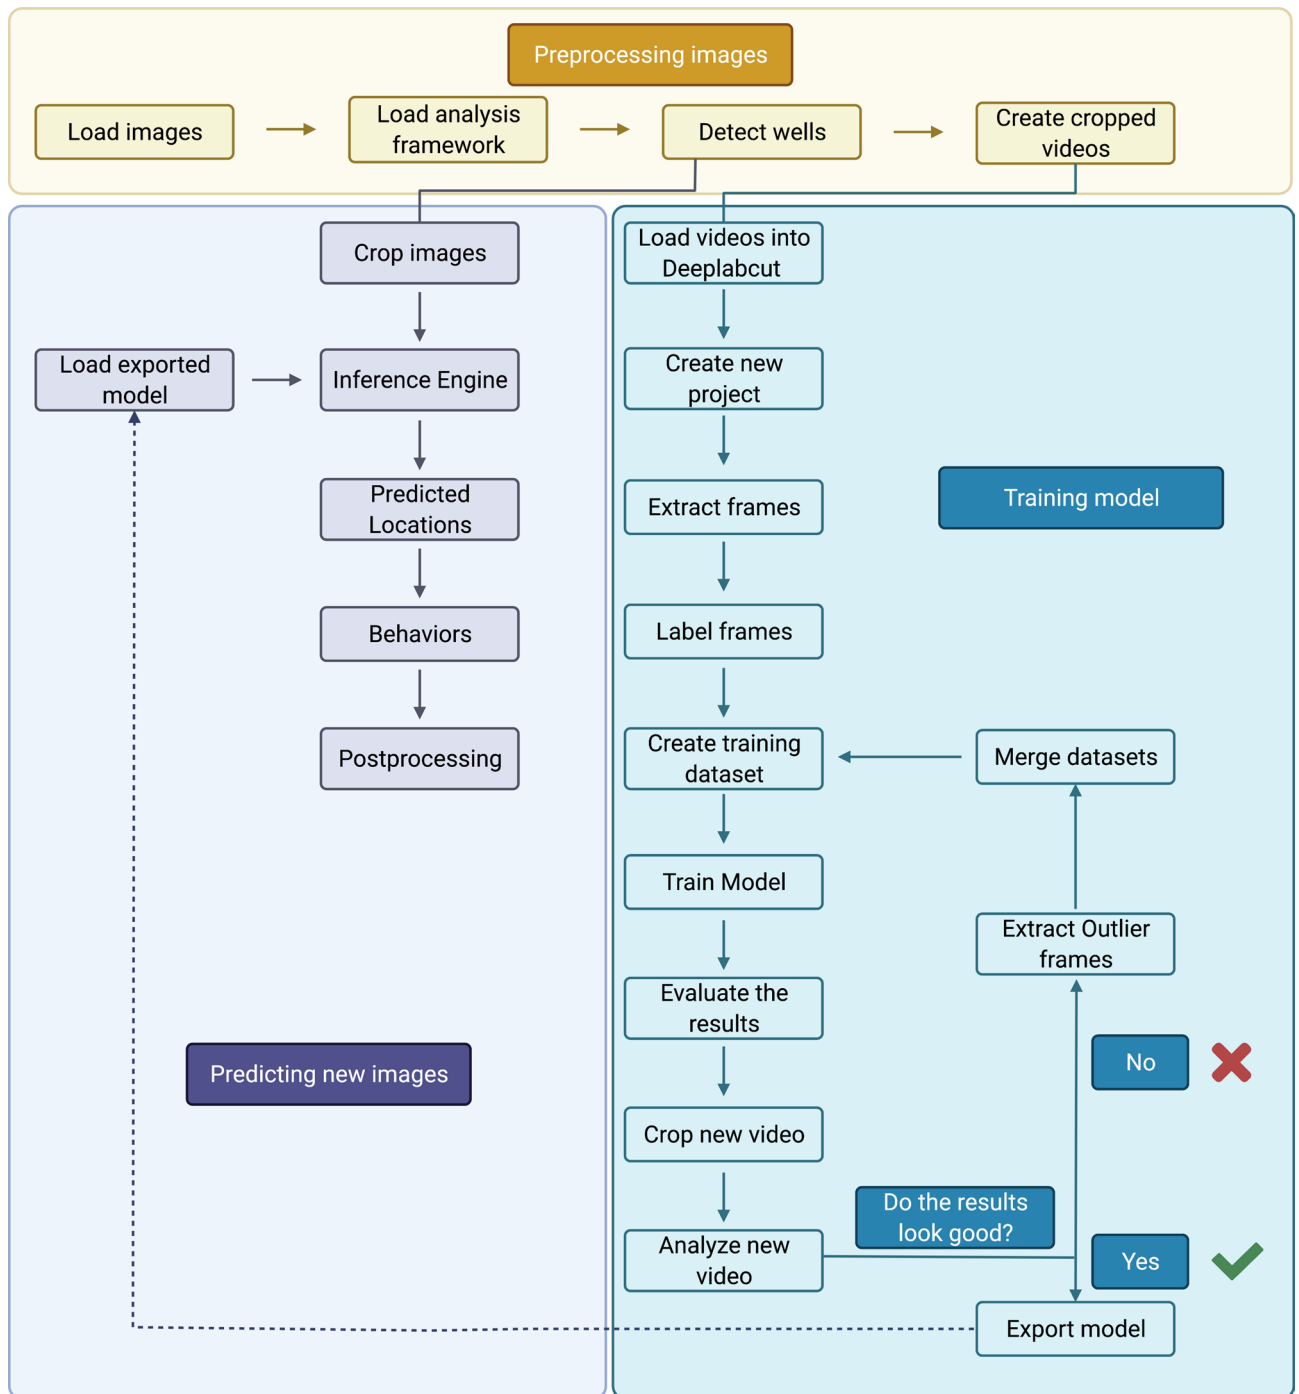 Preprocessing images
Load images
Load analysis
framework
Detect wells
Create cropped
videos
Crop images
Load exported
model
Inference Engine
Predicted
Locations
Behaviors
Postprocessing
Predicting new images
Load videos into
Deeplabcut
Create new
project
Extract frames
Training model
Label frames
Create training
dataset
Merge datasets
Train Model
Extract Outlier
frames
Evaluate the
results
No
Crop new video
Do the results
look good?
Analyze new
video
Yes
Export model